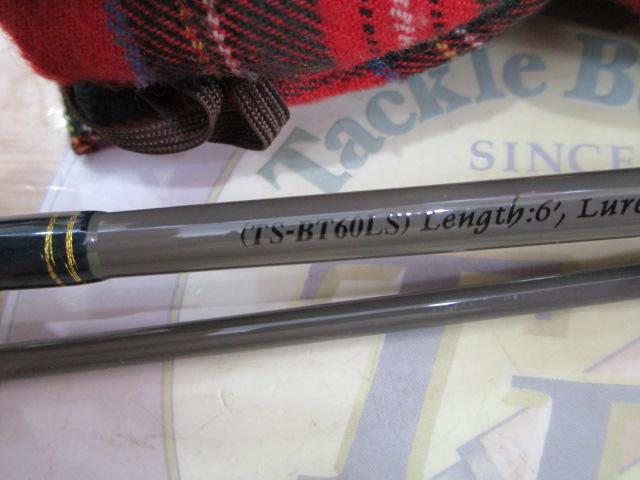 Tackle B
SINCE
(TS-BT60LS) Length:6', Lure